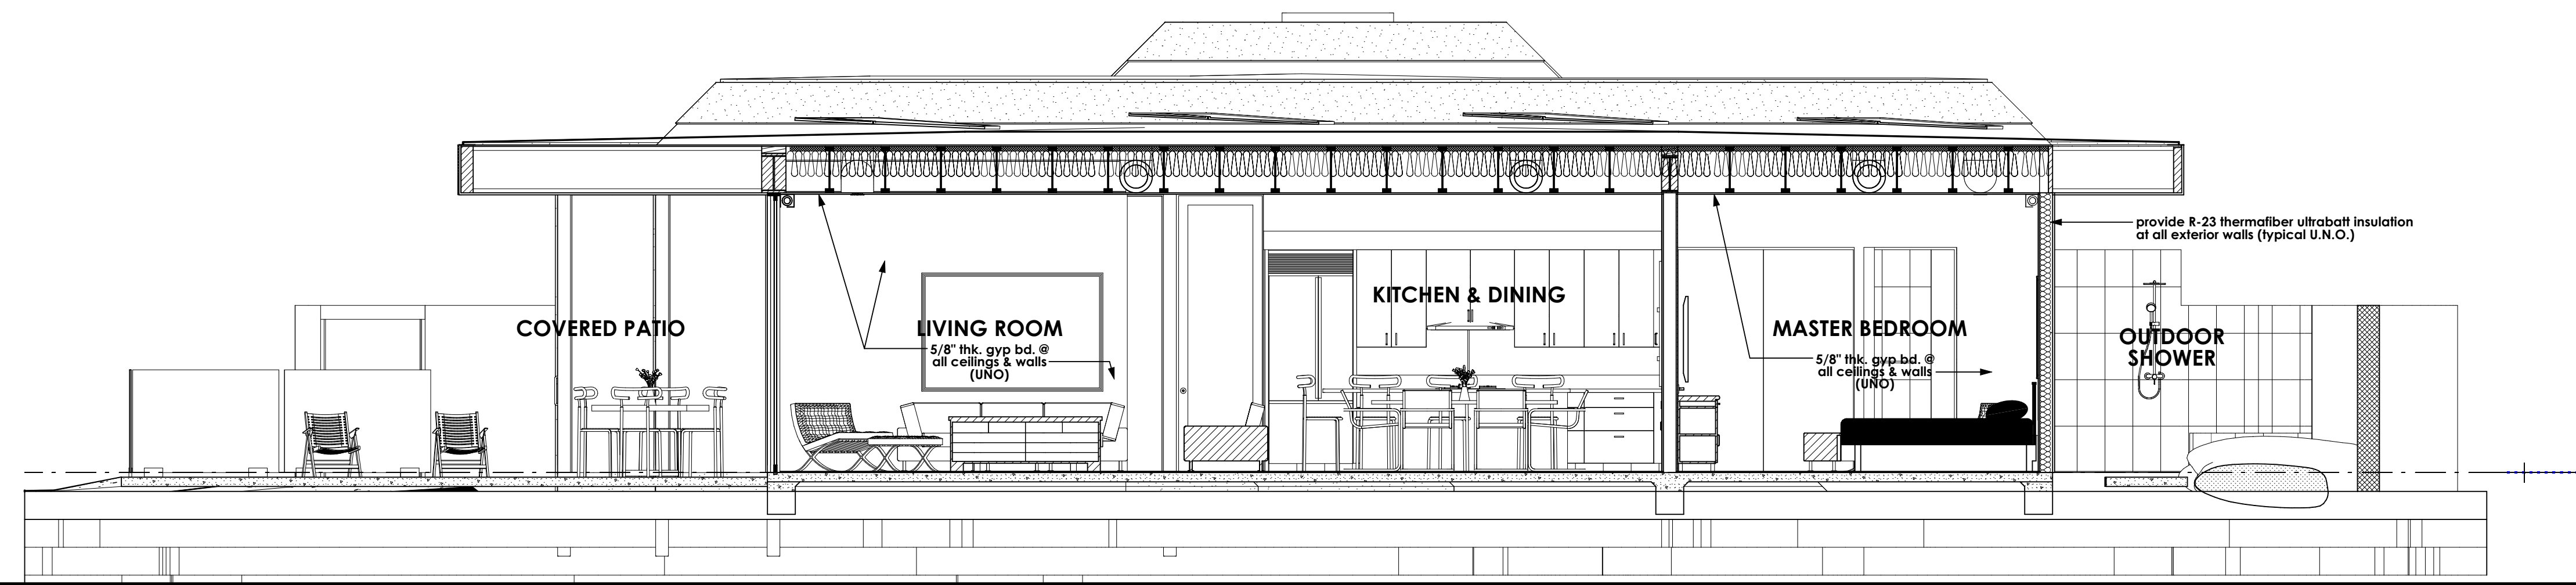 provide R-23 thermafiber ultrabatt insulation
at all exterior walls (typical U.N.O.)
COVERED PATIO
LIVING ROOM
5/8" thk. gyp bd. @
all ceilings & walls
(UNO)
KITCHEN & DINING
MASTER BEDROOM
5/8" thk. gyp bd. @
all ceilings & walls
(UNO)
OUTDOOR
SHOWER